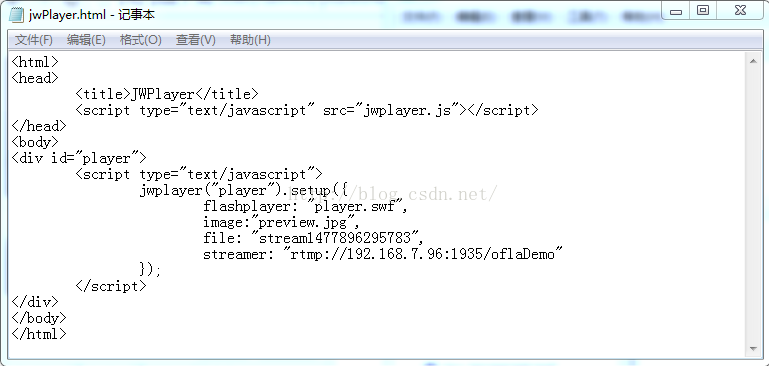 jwPlayer.html - 记事本
文件(F) 编辑(E) 格式(O) 查看(V) 帮助(H)
<html>
<head>
<title>JWPlayer</title>
<script type="text/javascript" src="jwplayer.js"></script>
</head>
<body>
<div id="player">
<script type="text/javascript">
jwplayer("player").setup({
http://blog.csdn.net/
flashplayer: "player.swf",
image:"preview.jpg",
file: "stream1477896295783",
streamer: "rtmp://192.168.7.96:1935/oflaDemo"
});
</script>
</div>
</body>
</html>